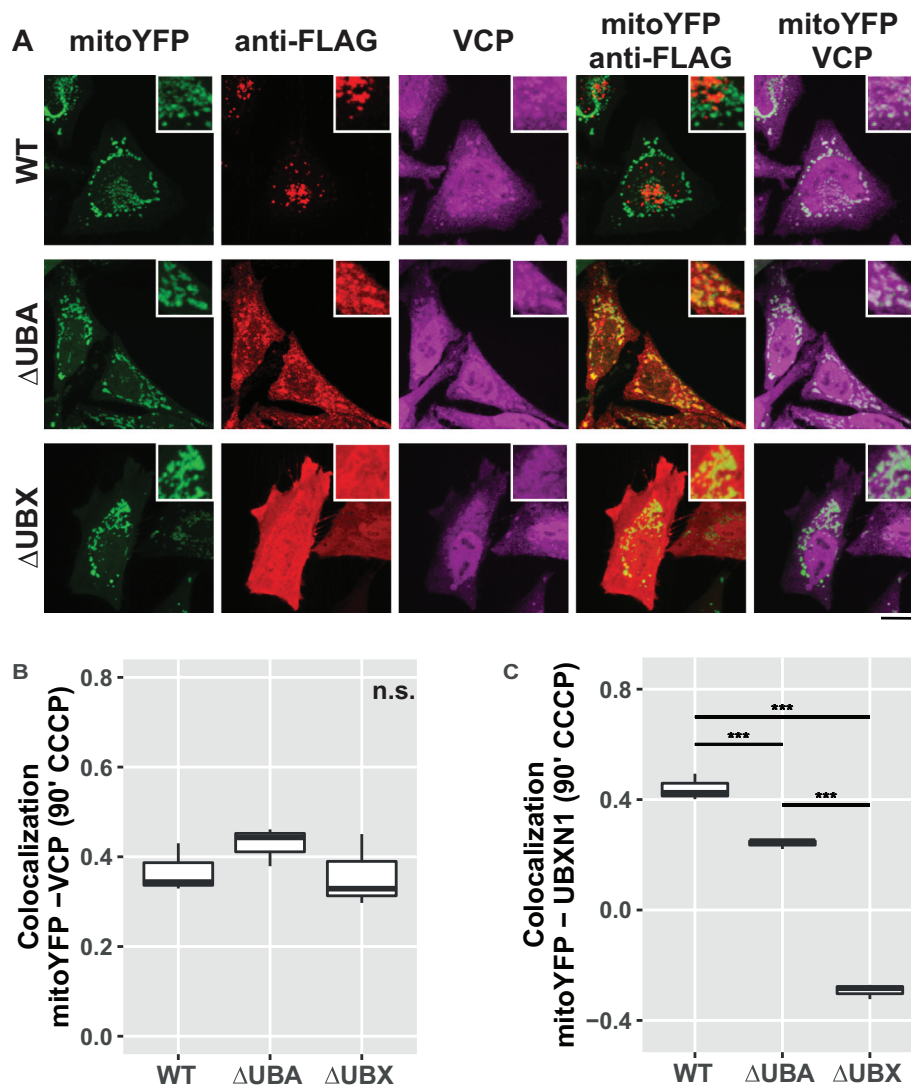 A
mitoYFP
anti-FLAG
VCP
mitoYFP
anti-FLAG
mitoYFP
VCP
WT
ΔUBA
ΔUBX
B
Colocalization
mitoYFP −VCP (90' CCCP)
0.8
0.6
0.4
0.2
0.0
n.s.
WT
ΔUBA
ΔUBX
C
Colocalization
mitoYFP − UBXN1 (90' CCCP)
0.8
0.4
0.0
−0.4
***
***
***
WT
ΔUBA
ΔUBX